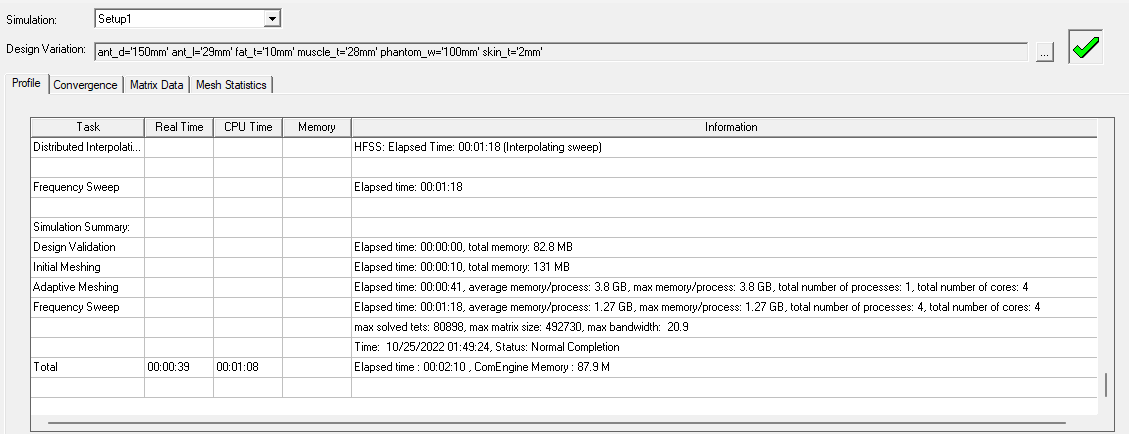 Simulation: Setup1
Design Variation: ant_d='150mm' ant_l='29mm' fat_t='10mm' muscle_t='28mm' phantom_w='100mm' skin_t='2mm' ...
Profile Convergence Matrix Data Mesh Statistics
Task Real Time CPU Time Memory Information
Distributed Interpolati... HFSS: Elapsed Time: 00:01:18 (Interpolating sweep)
Frequency Sweep Elapsed time: 00:01:18
Simulation Summary:
Design Validation Elapsed time: 00:00:00, total memory: 82.8 MB
Initial Meshing Elapsed time: 00:00:10, total memory: 131 MB
Adaptive Meshing Elapsed time: 00:00:41, average memory/process: 3.8 GB, max memory/process: 3.8 GB, total number of processes: 1, total number of cores: 4
Frequency Sweep Elapsed time: 00:01:18, average memory/process: 1.27 GB, max memory/process: 1.27 GB, total number of processes: 4, total number of cores: 4
max solved tets: 80898, max matrix size: 492730, max bandwidth: 20.9
Time: 10/25/2022 01:49:24, Status: Normal Completion
Total 00:00:39 00:01:08 Elapsed time : 00:02:10 , ComEngine Memory : 87.9 M